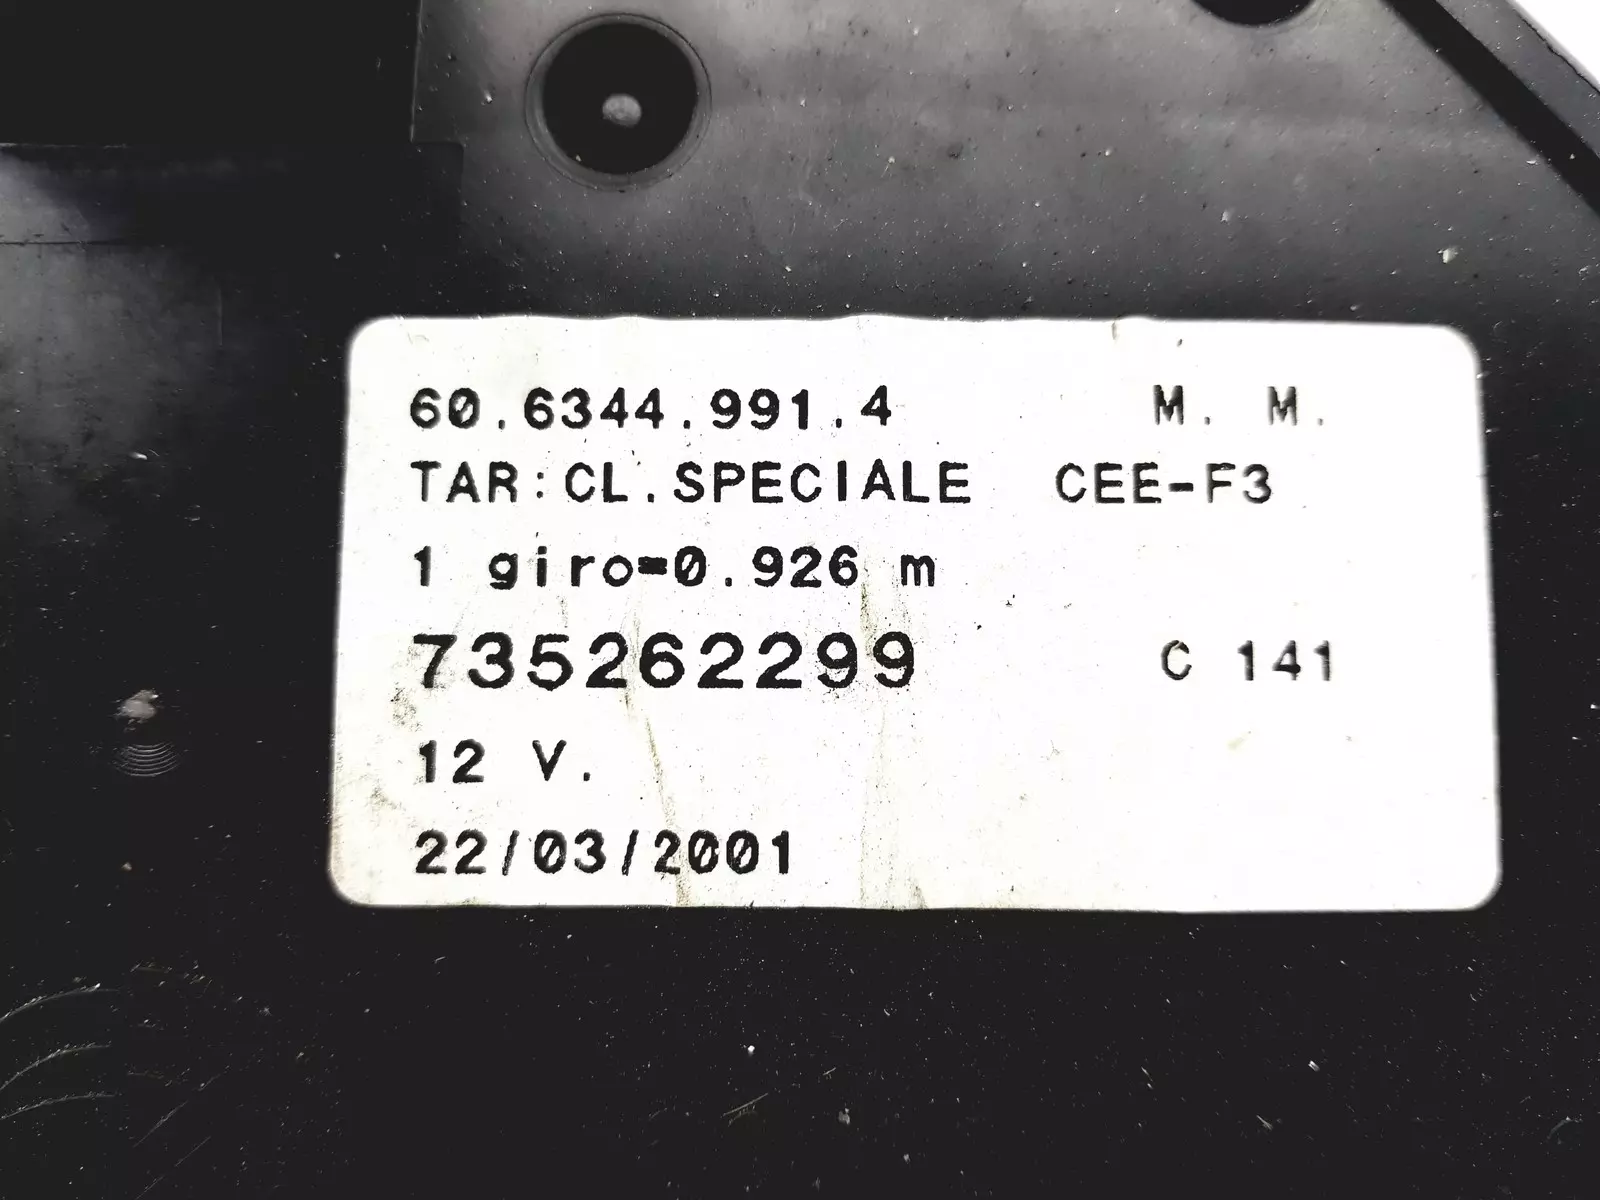 60.6344.991.4 M. M.
TAR:CL.SPECIALE CEE-F3
1 giro=0.926 m
735262299 C 141
12 V.
22/03/2001